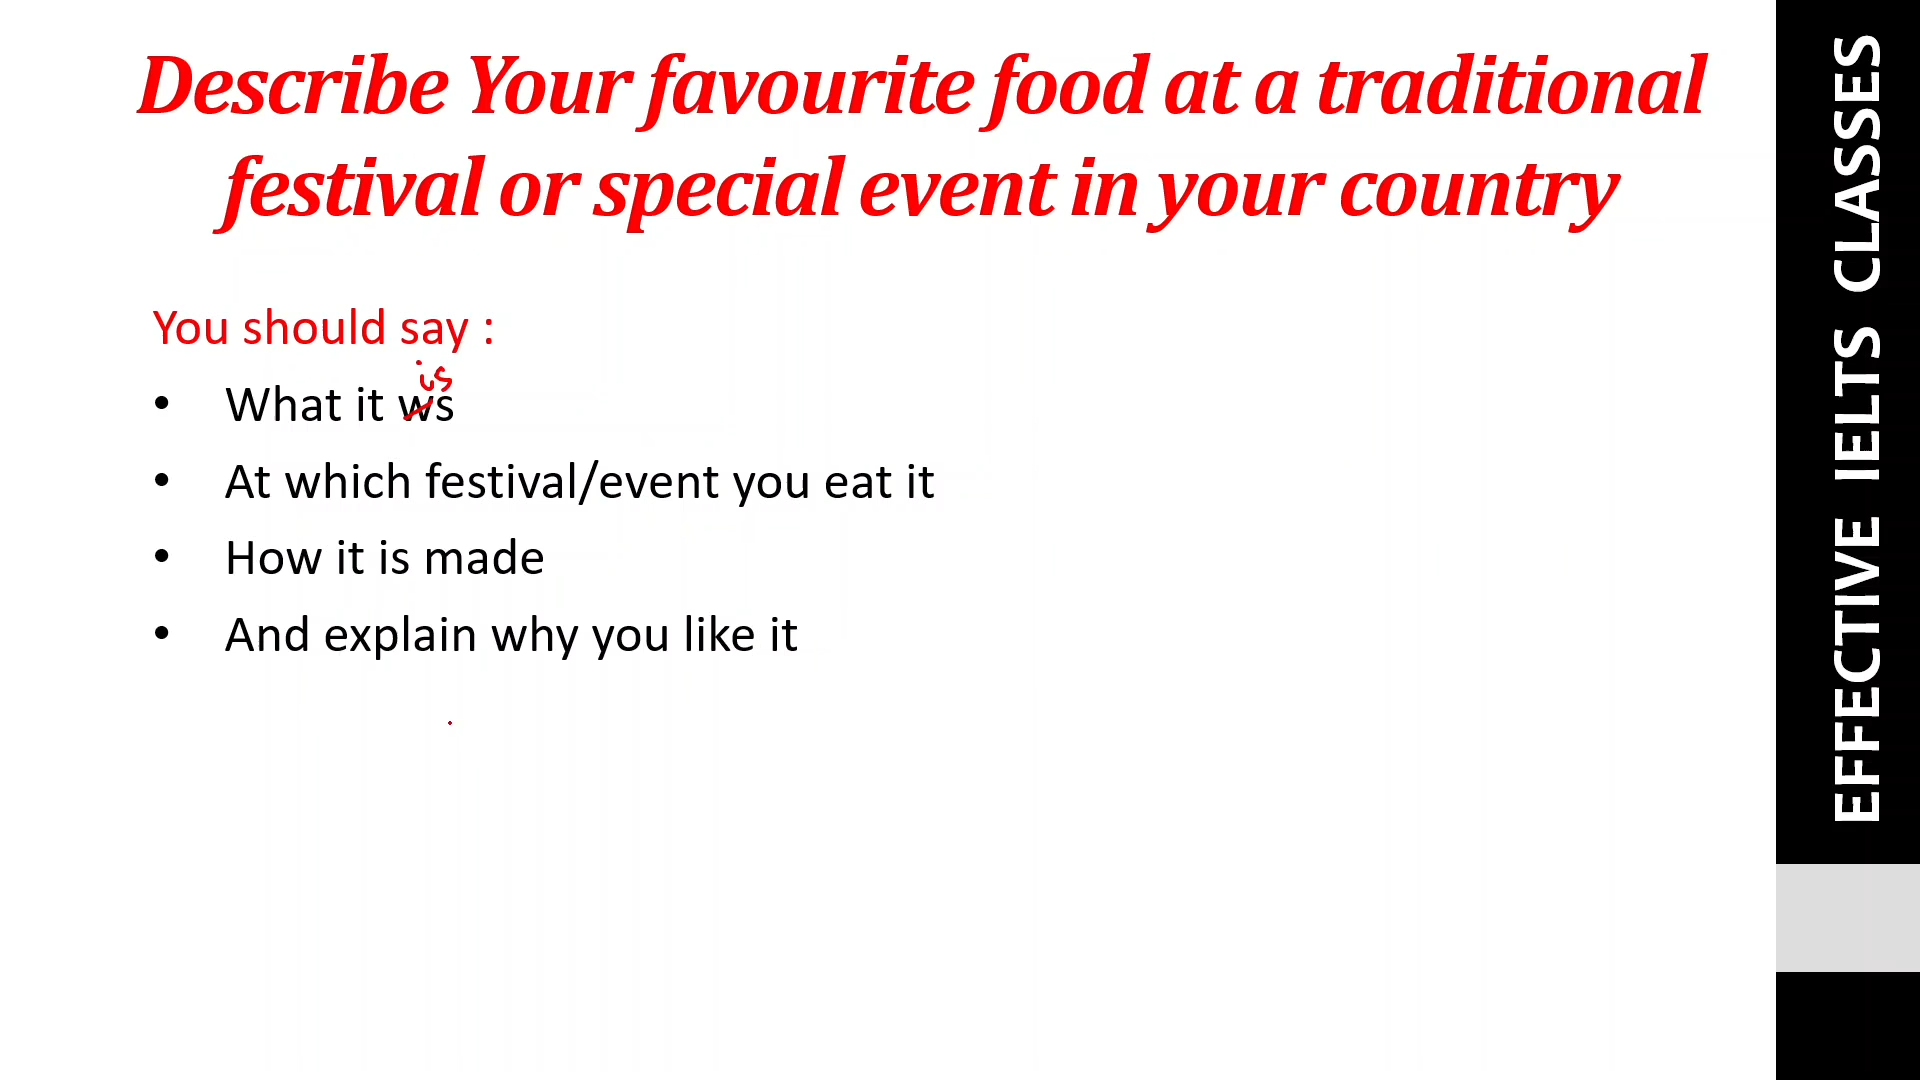 Describe Your favourite food at a traditional
festival or special event in your country
You should say :
is
• What it ws
• At which festival/event you eat it
• How it is made
• And explain why you like it
EFFECTIVE IELTS CLASSES